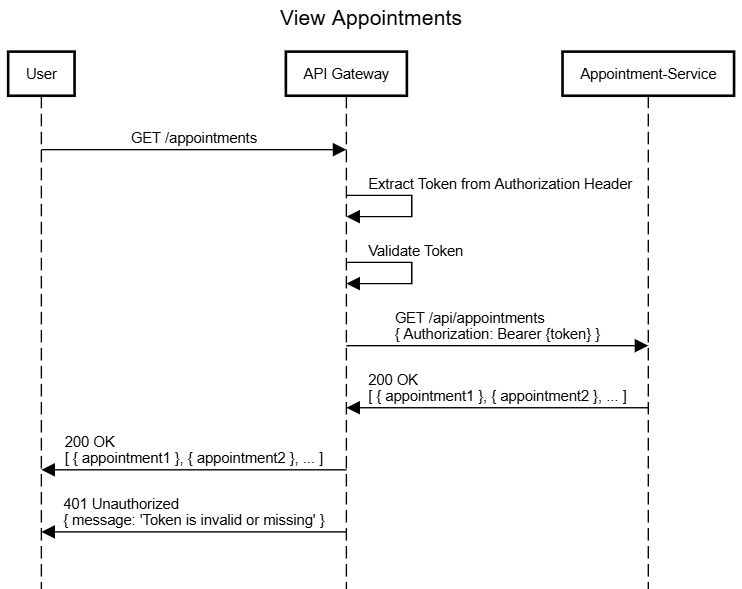 View Appointments
User
API Gateway
Appointment-Service
GET /appointments
Extract Token from Authorization Header
Validate Token
GET /api/appointments
{ Authorization: Bearer {token} }
200 OK
[ { appointment1 }, { appointment2 }, ... ]
200 OK
[ { appointment1 }, { appointment2 }, ... ]
401 Unauthorized
{ message: 'Token is invalid or missing' }